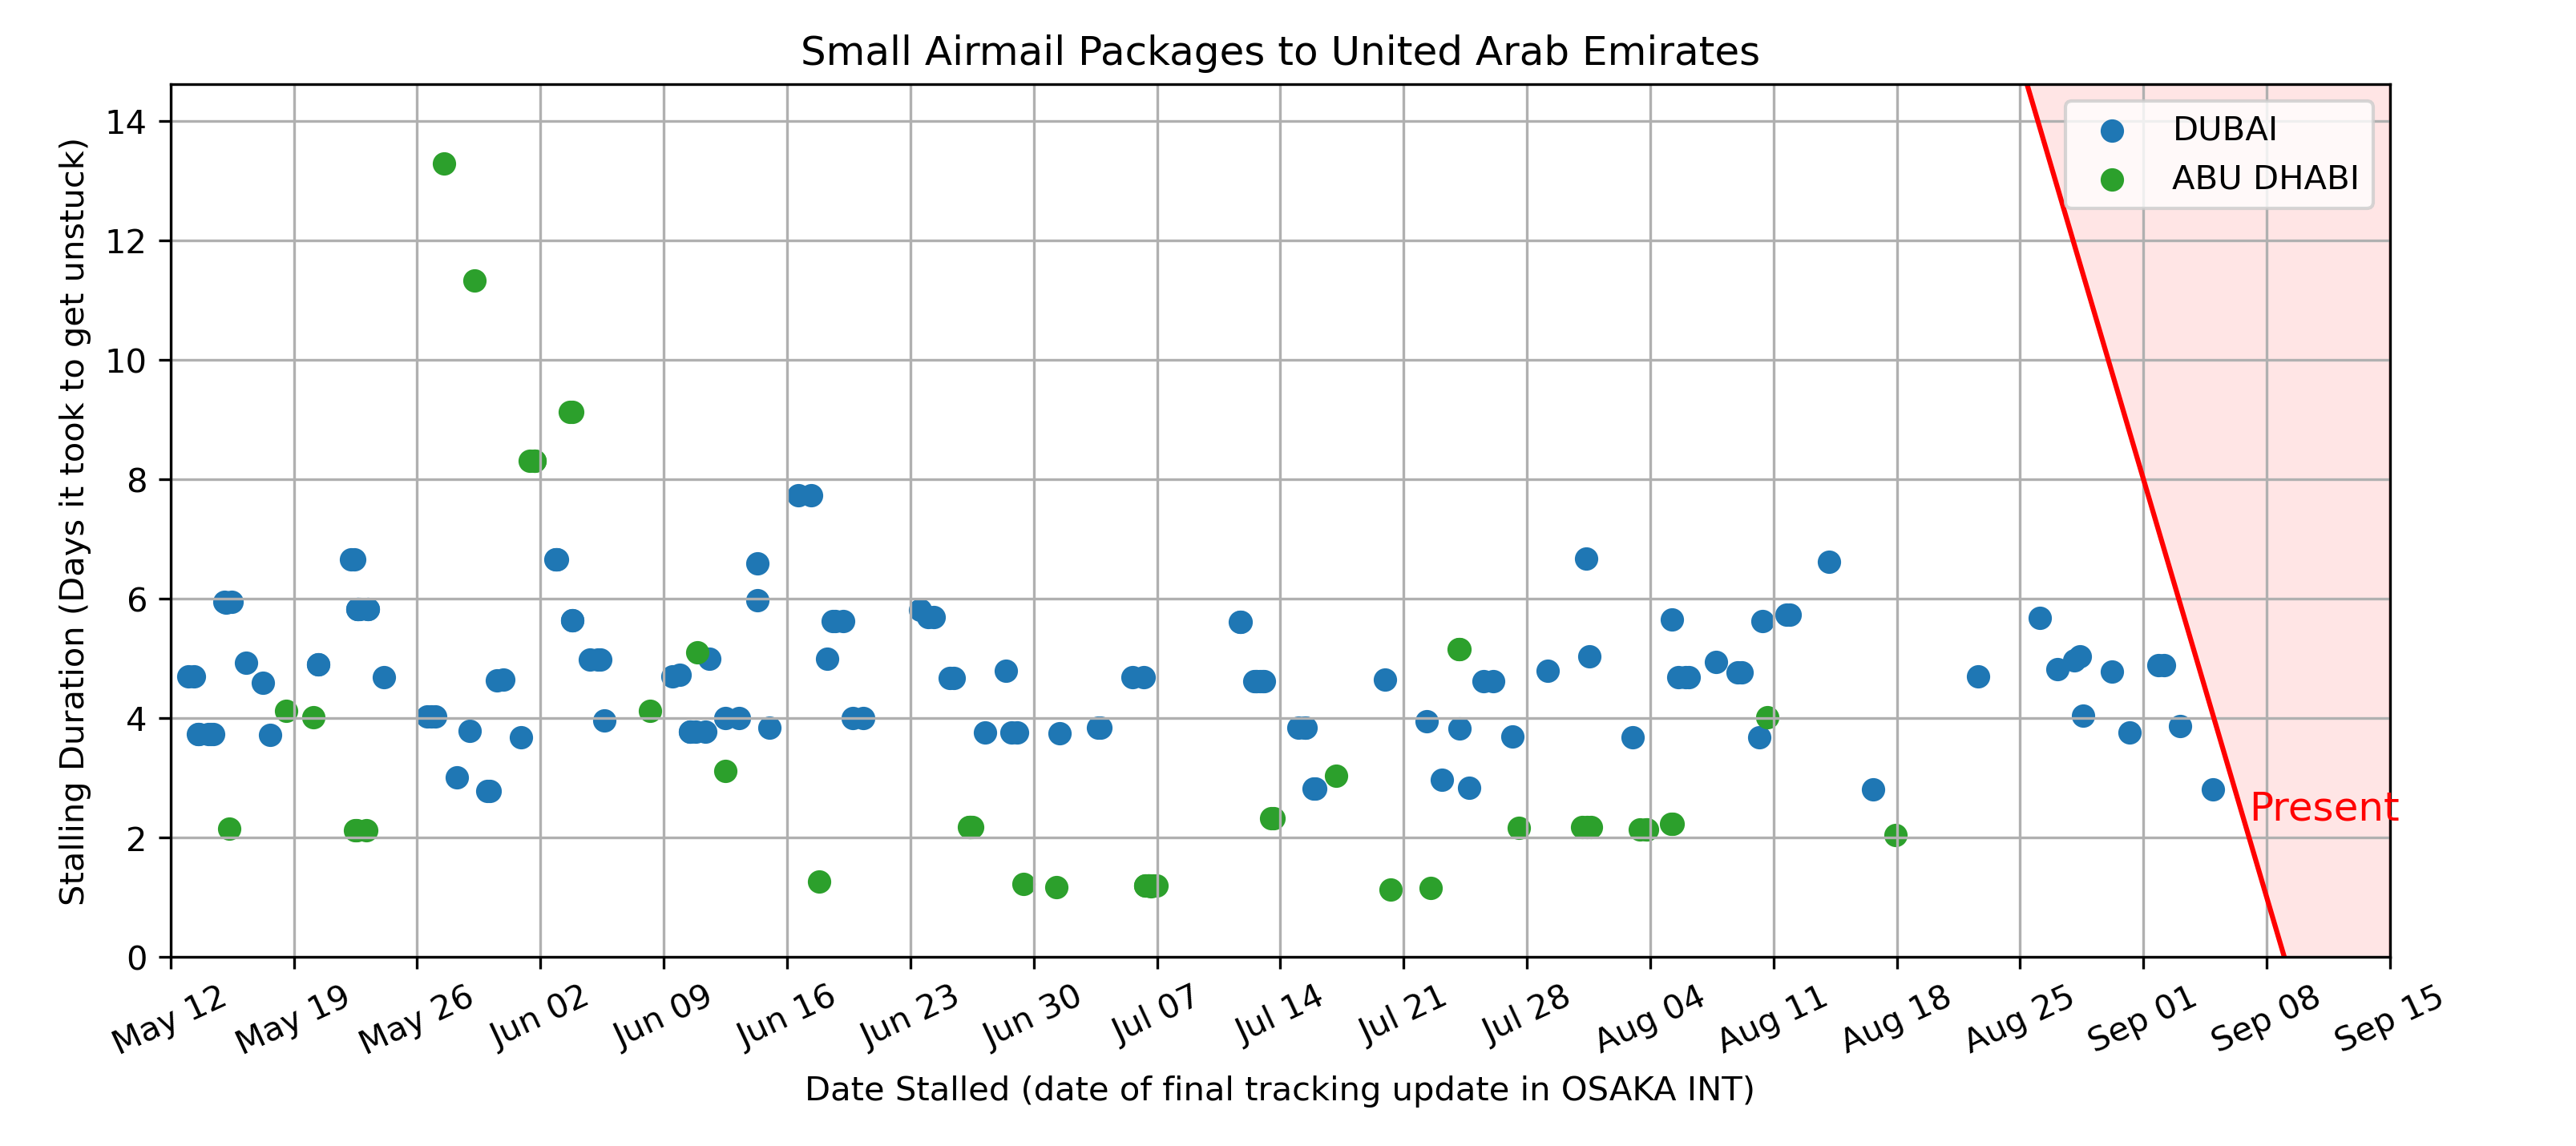 Small Airmail Packages to United Arab Emirates
Stalling Duration (Days it took to get unstuck)
14
12
10
8
6
4
2
0
DUBAI
ABU DHABI
Present
May 12
May 19
May 26
Jun 02
Jun 09
Jun 16
Jun 23
Jun 30
Jul 07
Jul 14
Jul 21
Jul 28
Aug 04
Aug 11
Aug 18
Aug 25
Sep 01
Sep 08
Sep 15
Date Stalled (date of final tracking update in OSAKA INT)